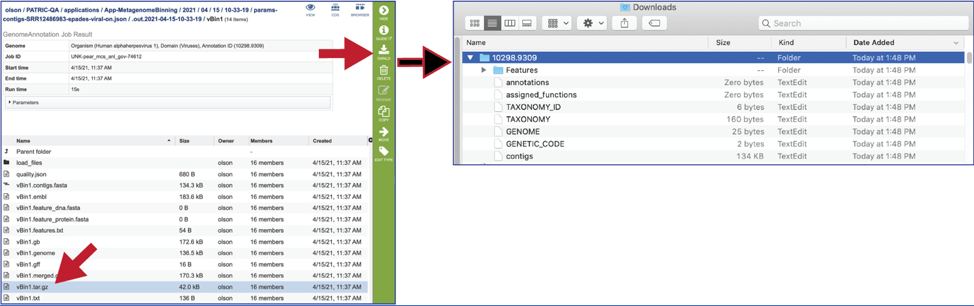 olson / PATRIC-QA / applications / App-MetagenomeBinning / 2021 / 04 / 15 / 10-33-19 / params-
contigs-SRR12486983-spades-viral-on.json / .out.2021-04-15-10-33-19 / vBin1 (14 items)
VIEW
BROWSER
GenomeAnnotation Job Result
Genome Organism (Human alphaherpesvirus 1), Domain (Viruses), Annotation ID (10298.9309)
Job ID UNK-pear_mcs_anl_gov-74612
Start time 4/15/21, 11:37 AM
End time 4/15/21, 11:37 AM
Run time 15s
Parameters
HIDE
GUIDE
DWNLD
DELETE
COPY
MOVE
EDIT TYPE
Name Size Owner Members Created
Parent folder -
load_files olson 16 members 4/15/21, 11:37 AM
quality.json 680 B olson 16 members 4/15/21, 11:37 AM
vBin1.contigs.fasta 134.3 kB olson 16 members 4/15/21, 11:37 AM
vBin1.embl 183.6 kB olson 16 members 4/15/21, 11:37 AM
vBin1.feature_dna.fasta 0 B olson 16 members 4/15/21, 11:37 AM
vBin1.feature_protein.fasta 0 B olson 16 members 4/15/21, 11:37 AM
vBin1.features.txt 54 B olson 16 members 4/15/21, 11:37 AM
vBin1.gb 172.6 kB olson 16 members 4/15/21, 11:37 AM
vBin1.genome 136.5 kB olson 16 members 4/15/21, 11:37 AM
vBin1.gff 16 B olson 16 members 4/15/21, 11:37 AM
vBin1.merged 170.3 kB olson 16 members 4/15/21, 11:37 AM
vBin1.tar.gz 42.0 kB olson 16 members 4/15/21, 11:37 AM
vBin1.txt 136 B olson 16 members 4/15/21, 11:37 AM
Downloads
Search
Name Size Kind Date Added
10298.9309 -- Folder Today at 1:48 PM
Features -- Folder Today at 1:48 PM
annotations Zero bytes TextEdit Today at 1:48 PM
assigned_functions Zero bytes TextEdit Today at 1:48 PM
TAXONOMY_ID 6 bytes TextEdit Today at 1:48 PM
TAXONOMY 160 bytes TextEdit Today at 1:48 PM
GENOME 25 bytes TextEdit Today at 1:48 PM
GENETIC_CODE 2 bytes TextEdit Today at 1:48 PM
contigs 134 KB TextEdit Today at 1:48 PM